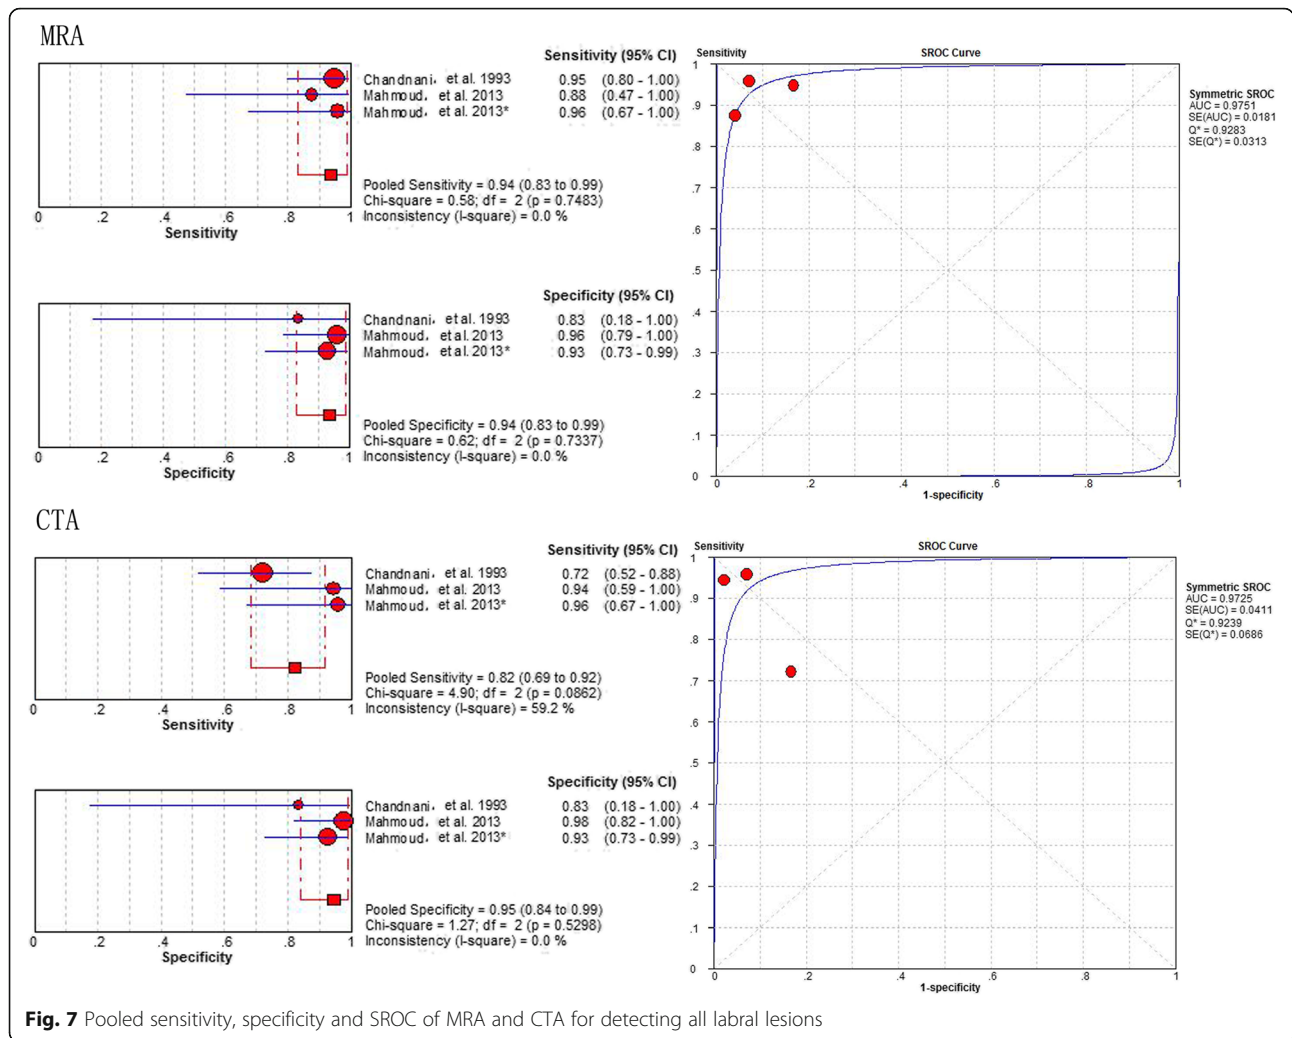 MRA
Sensitivity (95% CI)
Chandnani, et al. 1993 0.95 (0.80 - 1.00)
Mahmoud, et al. 2013 0.88 (0.47 - 1.00)
Mahmoud, et al. 2013* 0.96 (0.67 - 1.00)
Pooled Sensitivity = 0.94 (0.83 to 0.99)
Chi-square = 0.58; df = 2 (p = 0.7483)
Inconsistency (I-square) = 0.0 %
0 .2 .4 .6 .8 1
Sensitivity
Specificity (95% CI)
Chandnani, et al. 1993 0.83 (0.18 - 1.00)
Mahmoud, et al. 2013 0.96 (0.79 - 1.00)
Mahmoud, et al. 2013* 0.93 (0.73 - 0.99)
Pooled Specificity = 0.94 (0.83 to 0.99)
Chi-square = 0.62; df = 2 (p = 0.7337)
Inconsistency (I-square) = 0.0 %
0 .2 .4 .6 .8 1
Specificity
Sensitivity SROC Curve
1
.9
.8
.7
.6
.5
.4
.3
.2
.1
0
0 .2 .4 .6 .8 1
1-specificity
Symmetric SROC
AUC = 0.9751
SE(AUC) = 0.0181
Q* = 0.9283
SE(Q*) = 0.0313
CTA
Sensitivity (95% CI)
Chandnani, et al. 1993 0.72 (0.52 - 0.88)
Mahmoud, et al. 2013 0.94 (0.59 - 1.00)
Mahmoud, et al. 2013* 0.96 (0.67 - 1.00)
Pooled Sensitivity = 0.82 (0.69 to 0.92)
Chi-square = 4.90; df = 2 (p = 0.0862)
Inconsistency (I-square) = 59.2 %
0 .2 .4 .6 .8 1
Sensitivity
Specificity (95% CI)
Chandnani, et al. 1993 0.83 (0.18 - 1.00)
Mahmoud, et al. 2013 0.98 (0.82 - 1.00)
Mahmoud, et al. 2013* 0.93 (0.73 - 0.99)
Pooled Specificity = 0.95 (0.84 to 0.99)
Chi-square = 1.27; df = 2 (p = 0.5298)
Inconsistency (I-square) = 0.0 %
0 .2 .4 .6 .8 1
Specificity
Sensitivity SROC Curve
1
.9
.8
.7
.6
.5
.4
.3
.2
.1
0
0 .2 .4 .6 .8 1
1-specificity
Symmetric SROC
AUC = 0.9725
SE(AUC) = 0.0411
Q* = 0.9239
SE(Q*) = 0.0686
Fig. 7 Pooled sensitivity, specificity and SROC of MRA and CTA for detecting all labral lesions